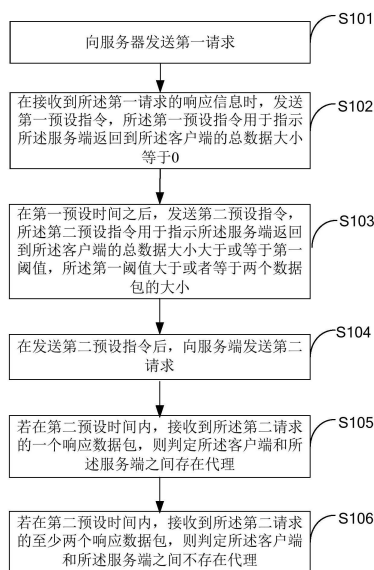 S101
向服务器发送第一请求
S102
在接收到所述第一请求的响应信息时，发送
第一预设指令，所述第一预设指令用于指示
所述服务端返回到所述客户端的总数据大小
等于0
S103
在第一预设时间之后，发送第二预设指令，
所述第二预设指令用于指示所述服务端返回
到所述客户端的总数据大小大于或等于第一
阈值，所述第一阈值大于或者等于两个数据
包的大小
S104
在发送第二预设指令后，向服务端发送第二
请求
S105
若在第二预设时间内，接收到所述第二请求
的一个响应数据包，则判定所述客户端和所
述服务端之间存在代理
S106
若在第二预设时间内，接收到所述第二请求
的至少两个响应数据包，则判定所述客户端
和所述服务端之间不存在代理